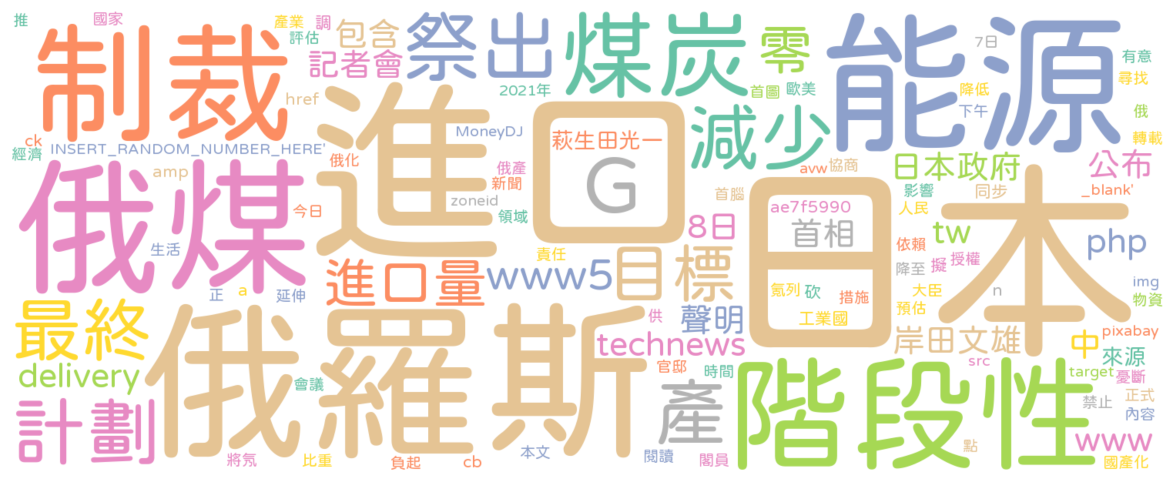 推
國家
產業
調
評估
包含
記者會
祭出
煤炭
零
能源
7日
有意
尋找
俄
轉載
制裁
href
2021年
首圖
歐美
降低
下午
進口
MoneyDJ
減少
ck
經濟
INSERT_RANDOM_NUMBER_HERE'
amp
俄化
俄產
新聞
zoneid
領域
萩生田光一
G
首腦
avw
協商
日本政府
影響
同步
公布
_blank'
俄煤
今日
生活
8日
ae7f5990
首相
人民
依賴
tw
php
日本
正
a
延伸
進口量
www5
責任
目標
氪列
砍
措施
工業國
降至
擬
授權
大臣
預估
n
img
物資
最終
俄羅斯
供
聲明
technews
岸田文雄
中
pixabay
來源
delivery
會議
官邸
時間
src
target
憂斷
計劃
產
階段性
禁止
正式
內容
www
將氖
比重
負起
cb
本文
閱讀
閣員
點
國產化